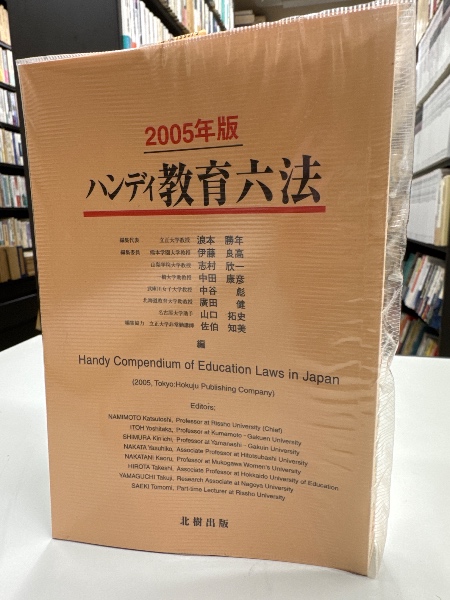 2005年版
ハンディ教育六法
編集代表 立正大学教授 浪本 勝年
編集委員 熊本学園大学教授 伊藤 良高
山梨学院大学教授 志村 欣一
一橋大学助教授 中田 康彦
武庫川女子大学教授 中谷 彪
北海道教育大学助教授 廣田 健
名古屋大学助手 山口 拓史
編集協力 立正大学非常勤講師 佐伯 知美
編
Handy Compendium of Education Laws in Japan
(2005, Tokyo:Hokuju Publishing Company)
Editors;
NAMIMOTO Katsutoshi, Professor at Rissho University (Chief)
ITOH Yoshitaka, Professor at Kumamoto - Gakuen University
SHIMURA Kin-ichi, Professor at Yamanashi - Gakuin University
NAKATA Yasuhiko, Associate Professor at Hitotsubashi University
NAKATANI Kaoru, Professor at Mukogawa Women's University
HIROTA Takeshi, Associate Professor at Hokkaido University of Education
YAMAGUCHI Takuji, Research Associate at Nagoya University
SAEKI Tomomi, Part-time Lecturer at Rissho University
北樹出版